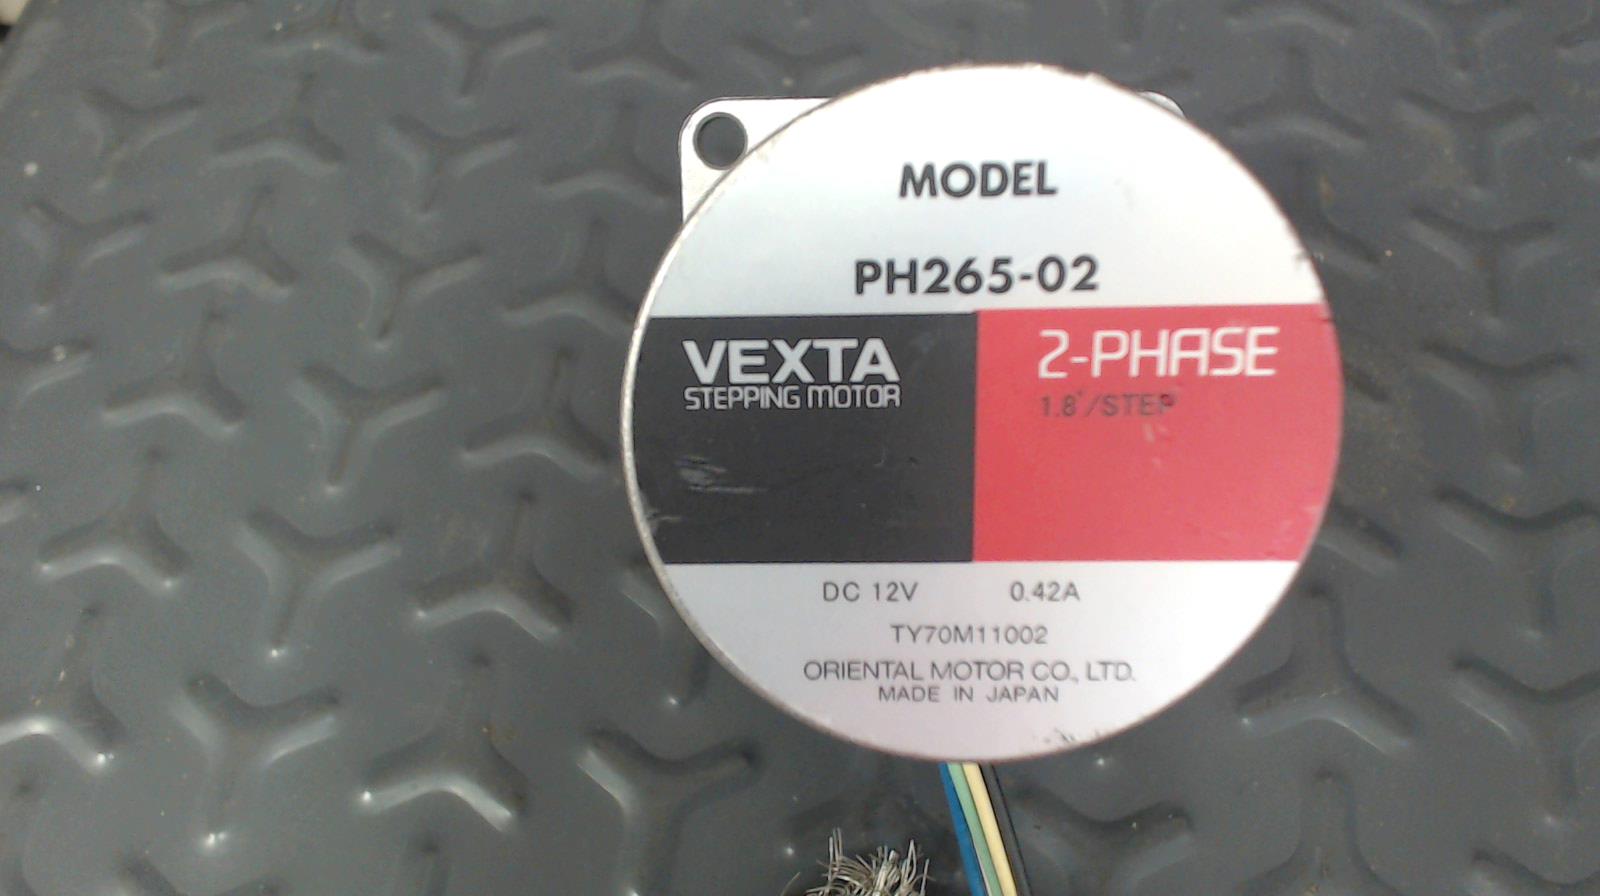 MODEL
PH265-02
VEXTA
STEPPING MOTOR
2-PHASE
1.8°/STEP
DC 12V 0.42A
TY70M11002
ORIENTAL MOTOR CO., LTD.
MADE IN JAPAN